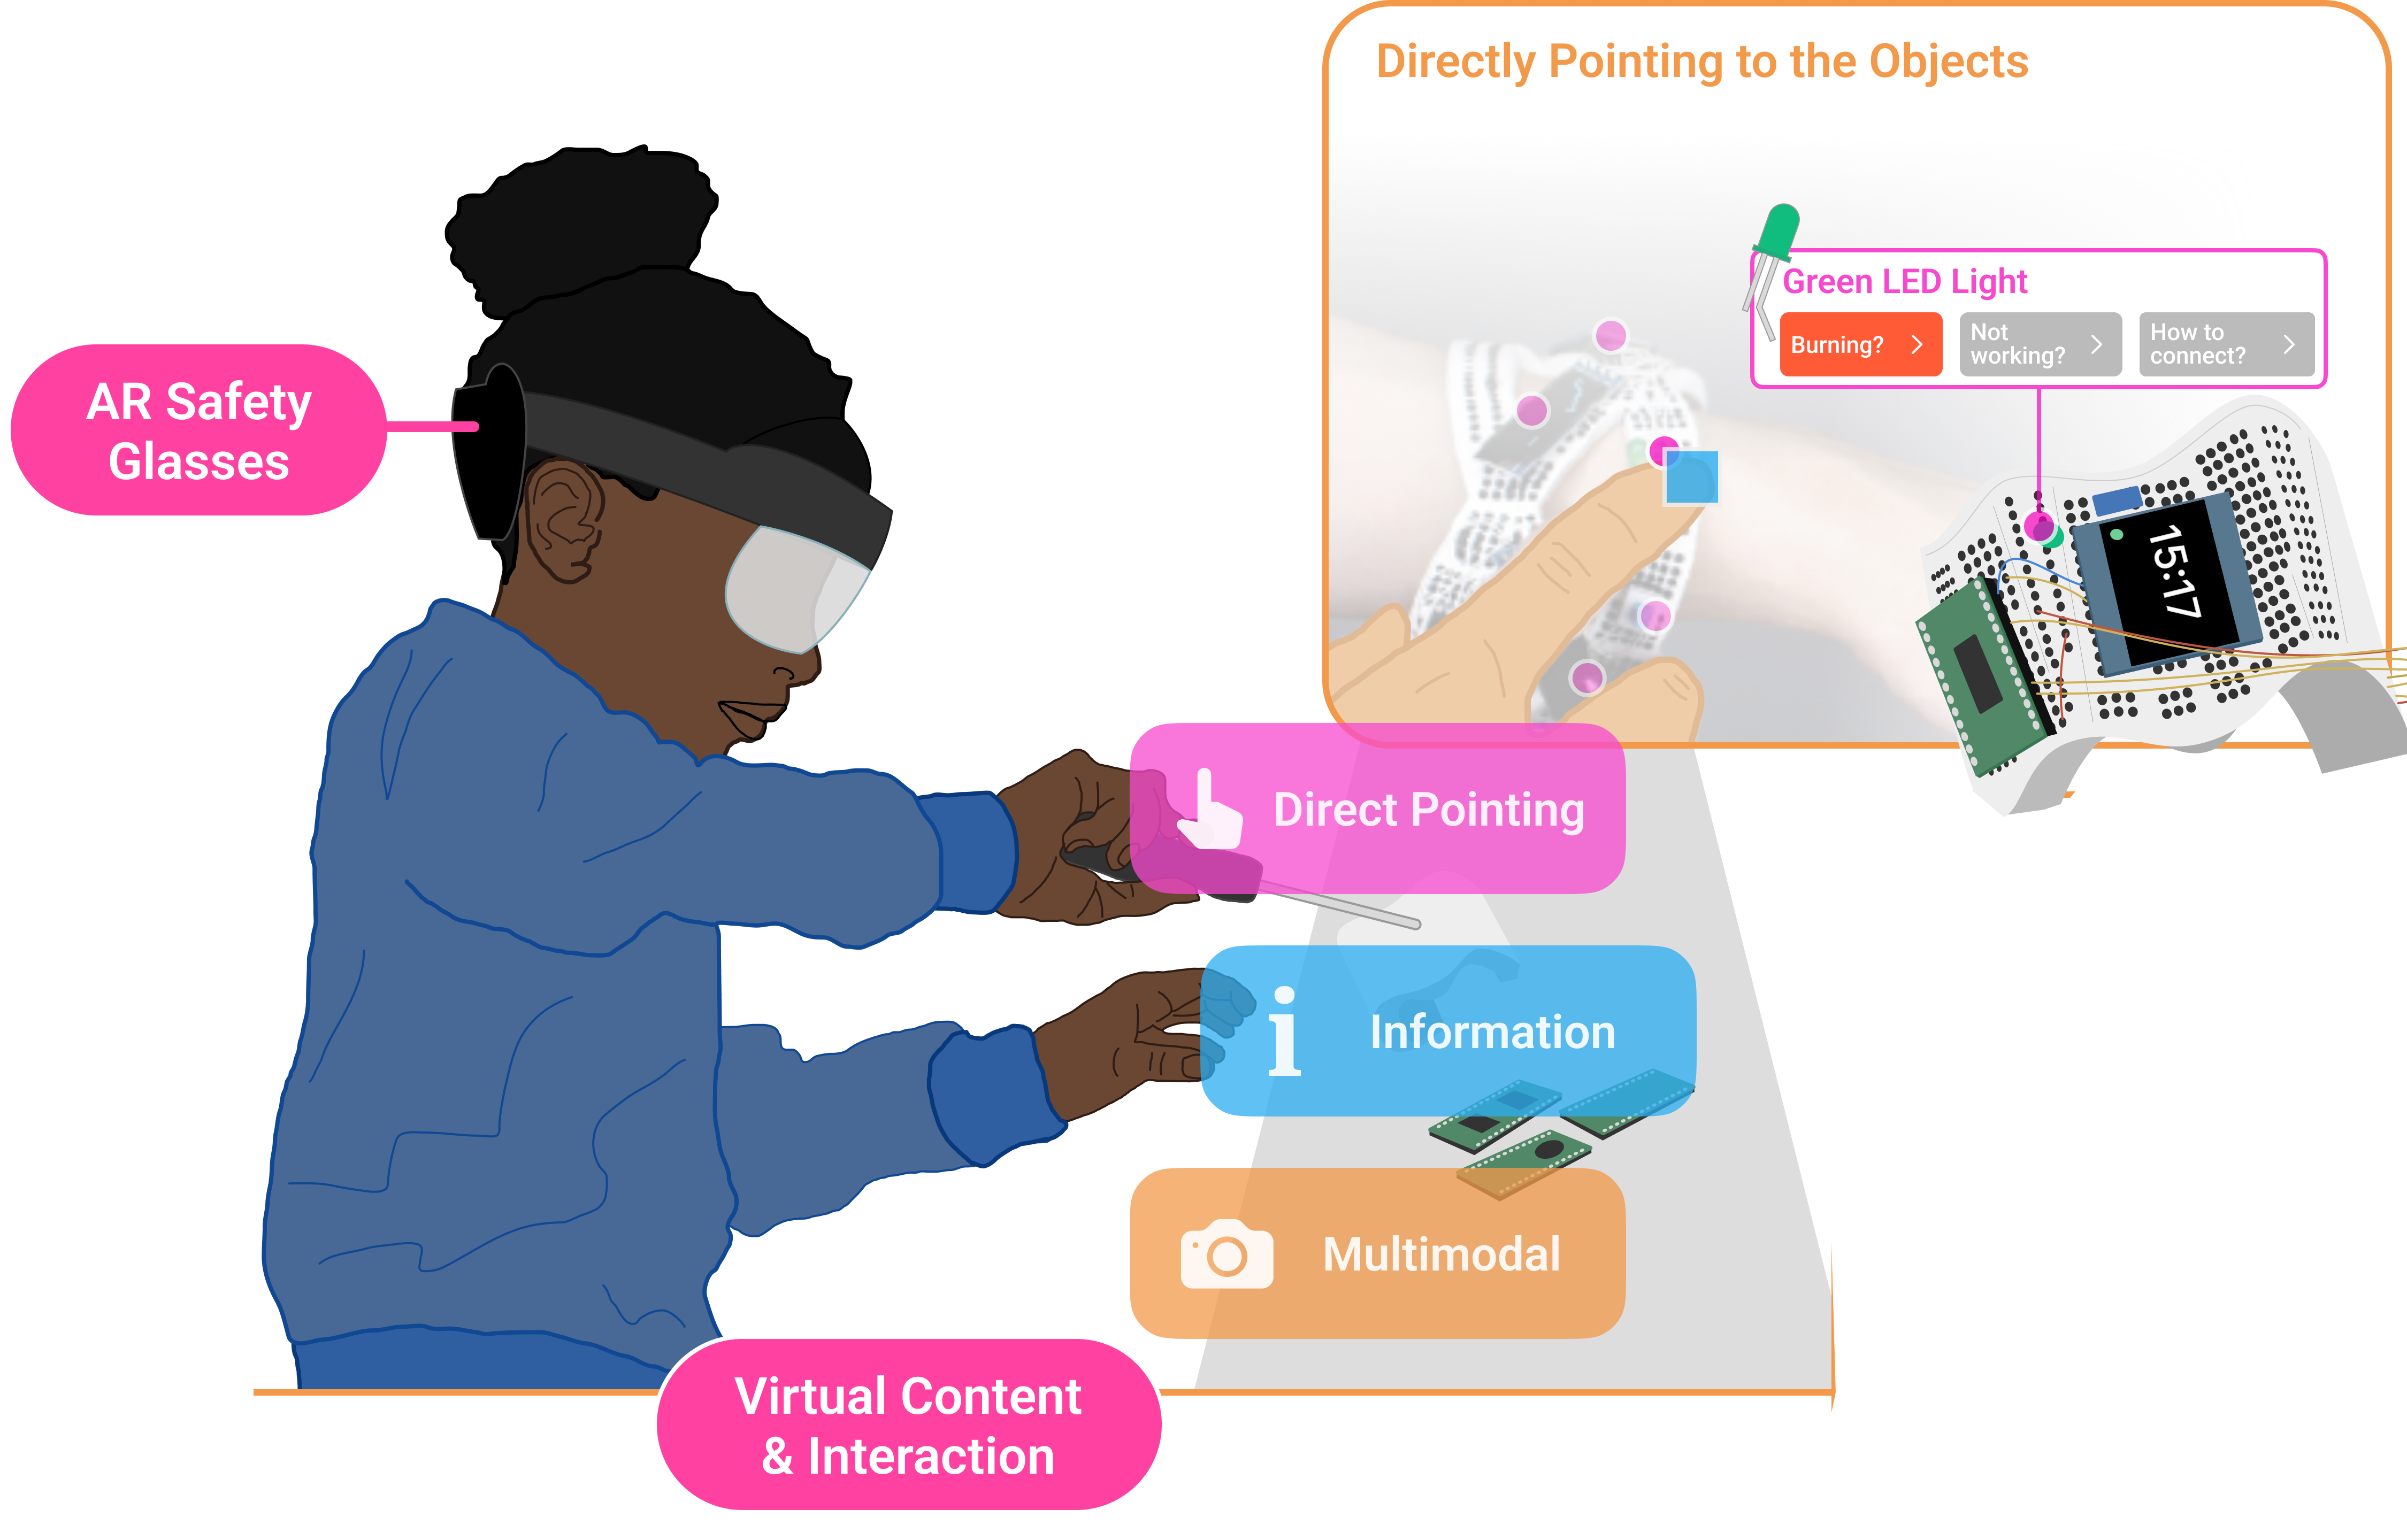 Directly Pointing to the Objects
Green LED Light
Burning?
Not
working?
How to
connect?
AR Safety
Glasses
15:17
Direct Pointing
i
Information
Multimodal
Virtual Content
& Interaction